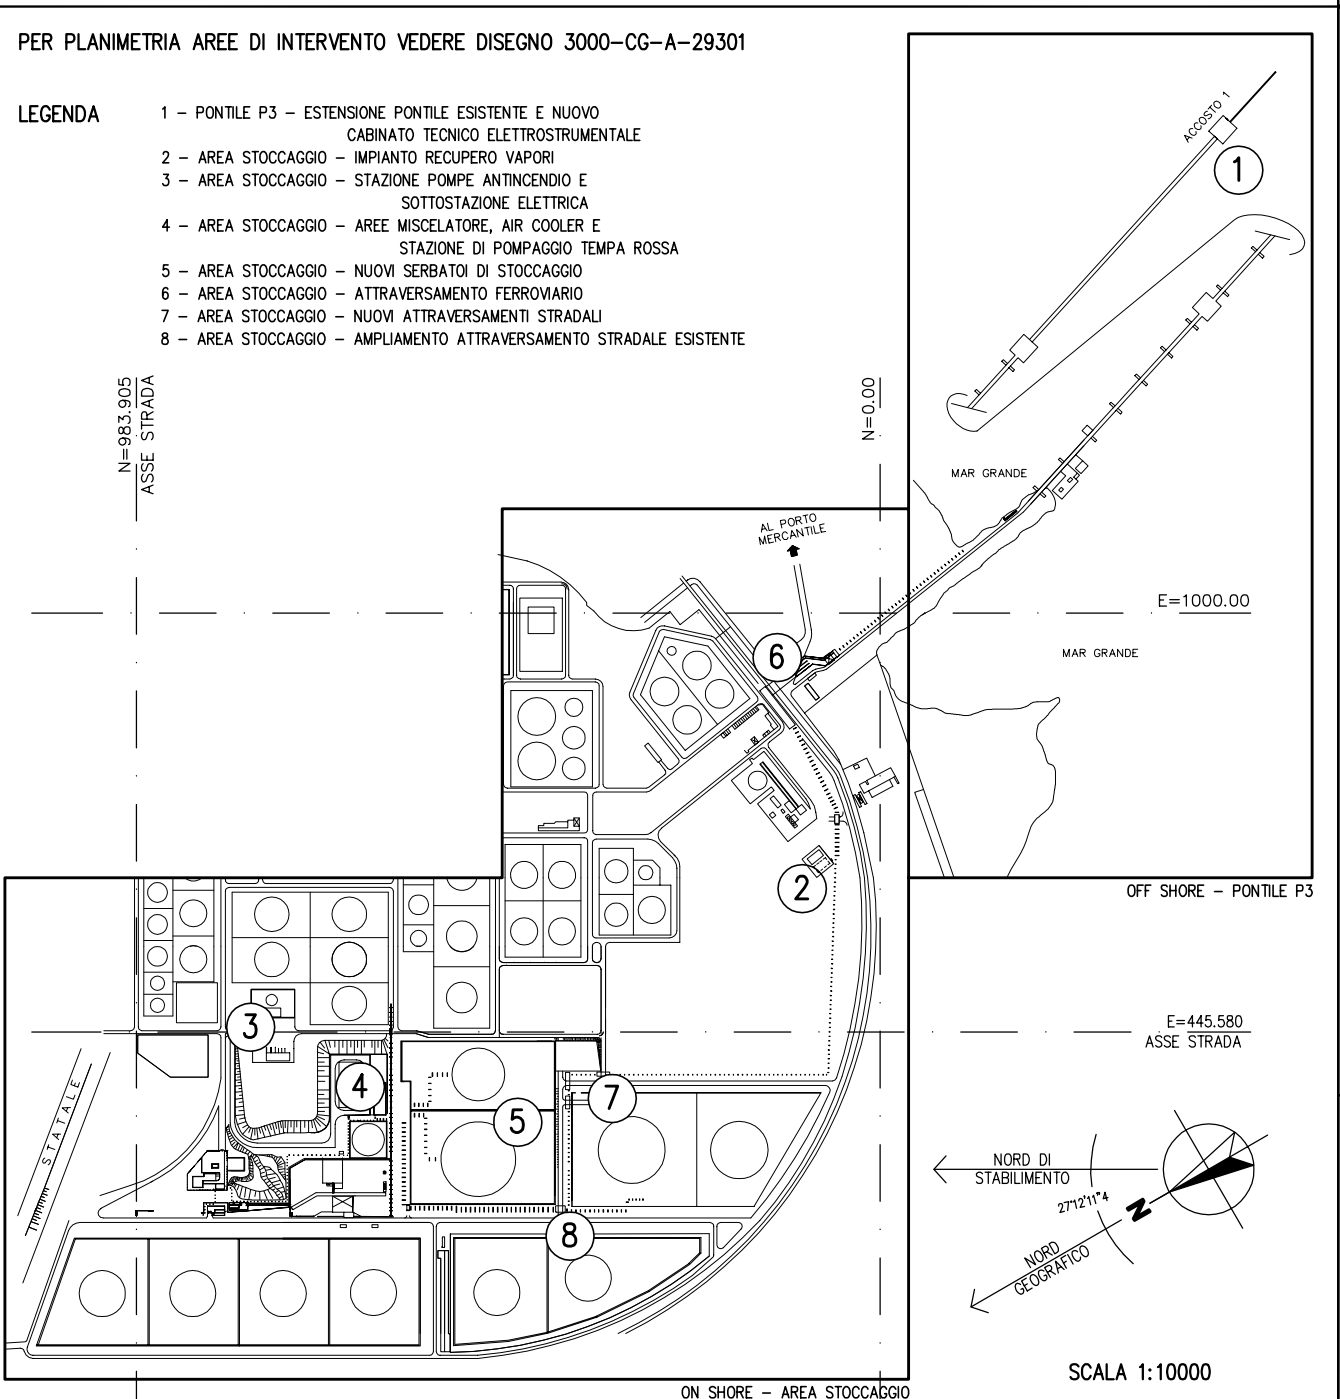 PER PLANIMETRIA AREE DI INTERVENTO VEDERE DISEGNO 3000-CG-A-29301
LEGENDA
1 - PONTILE P3 - ESTENSIONE PONTILE ESISTENTE E NUOVO
CABINATO TECNICO ELETTROSTRUMENTALE
2 - AREA STOCCAGGIO - IMPIANTO RECUPERO VAPORI
3 - AREA STOCCAGGIO - STAZIONE POMPE ANTINCENDIO E
SOTTOSTAZIONE ELETTRICA
4 - AREA STOCCAGGIO - AREE MISCELATORE, AIR COOLER E
STAZIONE DI POMPAGGIO TEMPA ROSSA
5 - AREA STOCCAGGIO - NUOVI SERBATOI DI STOCCAGGIO
6 - AREA STOCCAGGIO - ATTRAVERSAMENTO FERROVIARIO
7 - AREA STOCCAGGIO - NUOVI ATTRAVERSAMENTI STRADALI
8 - AREA STOCCAGGIO - AMPLIAMENTO ATTRAVERSAMENTO STRADALE ESISTENTE
ACCOSTO 1
1
N=983.905
ASSE STRADA
N=0.00
MAR GRANDE
AL PORTO
MERCANTILE
E=1000.00
MAR GRANDE
6
2
OFF SHORE - PONTILE P3
3
E=445.580
ASSE STRADA
4
7
5
STATALE
NORD DI
STABILIMENTO
27°12'11"4
N
NORD
GEOGRAFICO
8
SCALA 1:10000
ON SHORE - AREA STOCCAGGIO